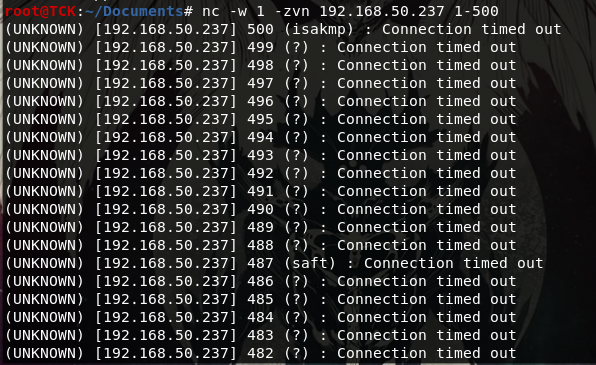 root@TCK:~/Documents# nc -w 1 -zvn 192.168.50.237 1-500
(UNKNOWN) [192.168.50.237] 500 (isakmp) : Connection timed out
(UNKNOWN) [192.168.50.237] 499 (?) : Connection timed out
(UNKNOWN) [192.168.50.237] 498 (?) : Connection timed out
(UNKNOWN) [192.168.50.237] 497 (?) : Connection timed out
(UNKNOWN) [192.168.50.237] 496 (?) : Connection timed out
(UNKNOWN) [192.168.50.237] 495 (?) : Connection timed out
(UNKNOWN) [192.168.50.237] 494 (?) : Connection timed out
(UNKNOWN) [192.168.50.237] 493 (?) : Connection timed out
(UNKNOWN) [192.168.50.237] 492 (?) : Connection timed out
(UNKNOWN) [192.168.50.237] 491 (?) : Connection timed out
(UNKNOWN) [192.168.50.237] 490 (?) : Connection timed out
(UNKNOWN) [192.168.50.237] 489 (?) : Connection timed out
(UNKNOWN) [192.168.50.237] 488 (?) : Connection timed out
(UNKNOWN) [192.168.50.237] 487 (saft) : Connection timed out
(UNKNOWN) [192.168.50.237] 486 (?) : Connection timed out
(UNKNOWN) [192.168.50.237] 485 (?) : Connection timed out
(UNKNOWN) [192.168.50.237] 484 (?) : Connection timed out
(UNKNOWN) [192.168.50.237] 483 (?) : Connection timed out
(UNKNOWN) [192.168.50.237] 482 (?) : Connection timed out